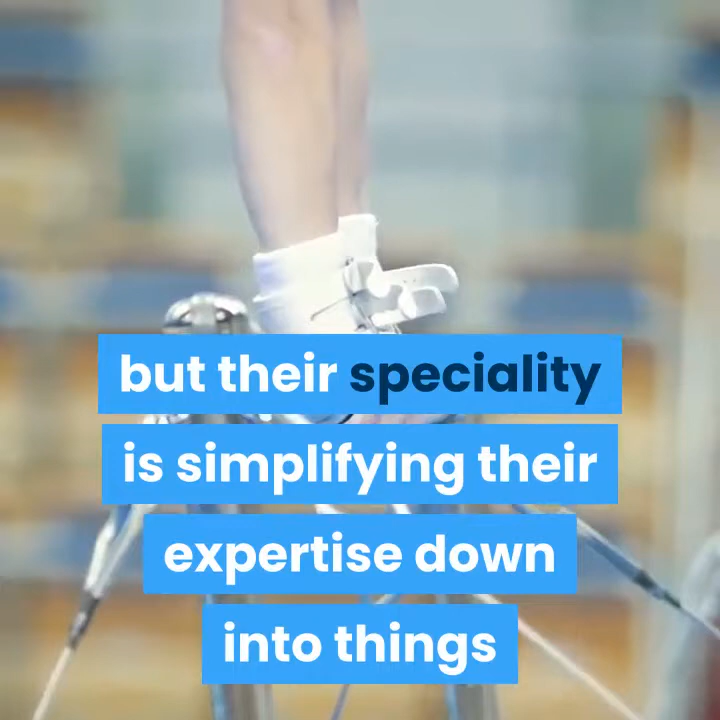 but their speciality
is simplifying their
expertise down
into things